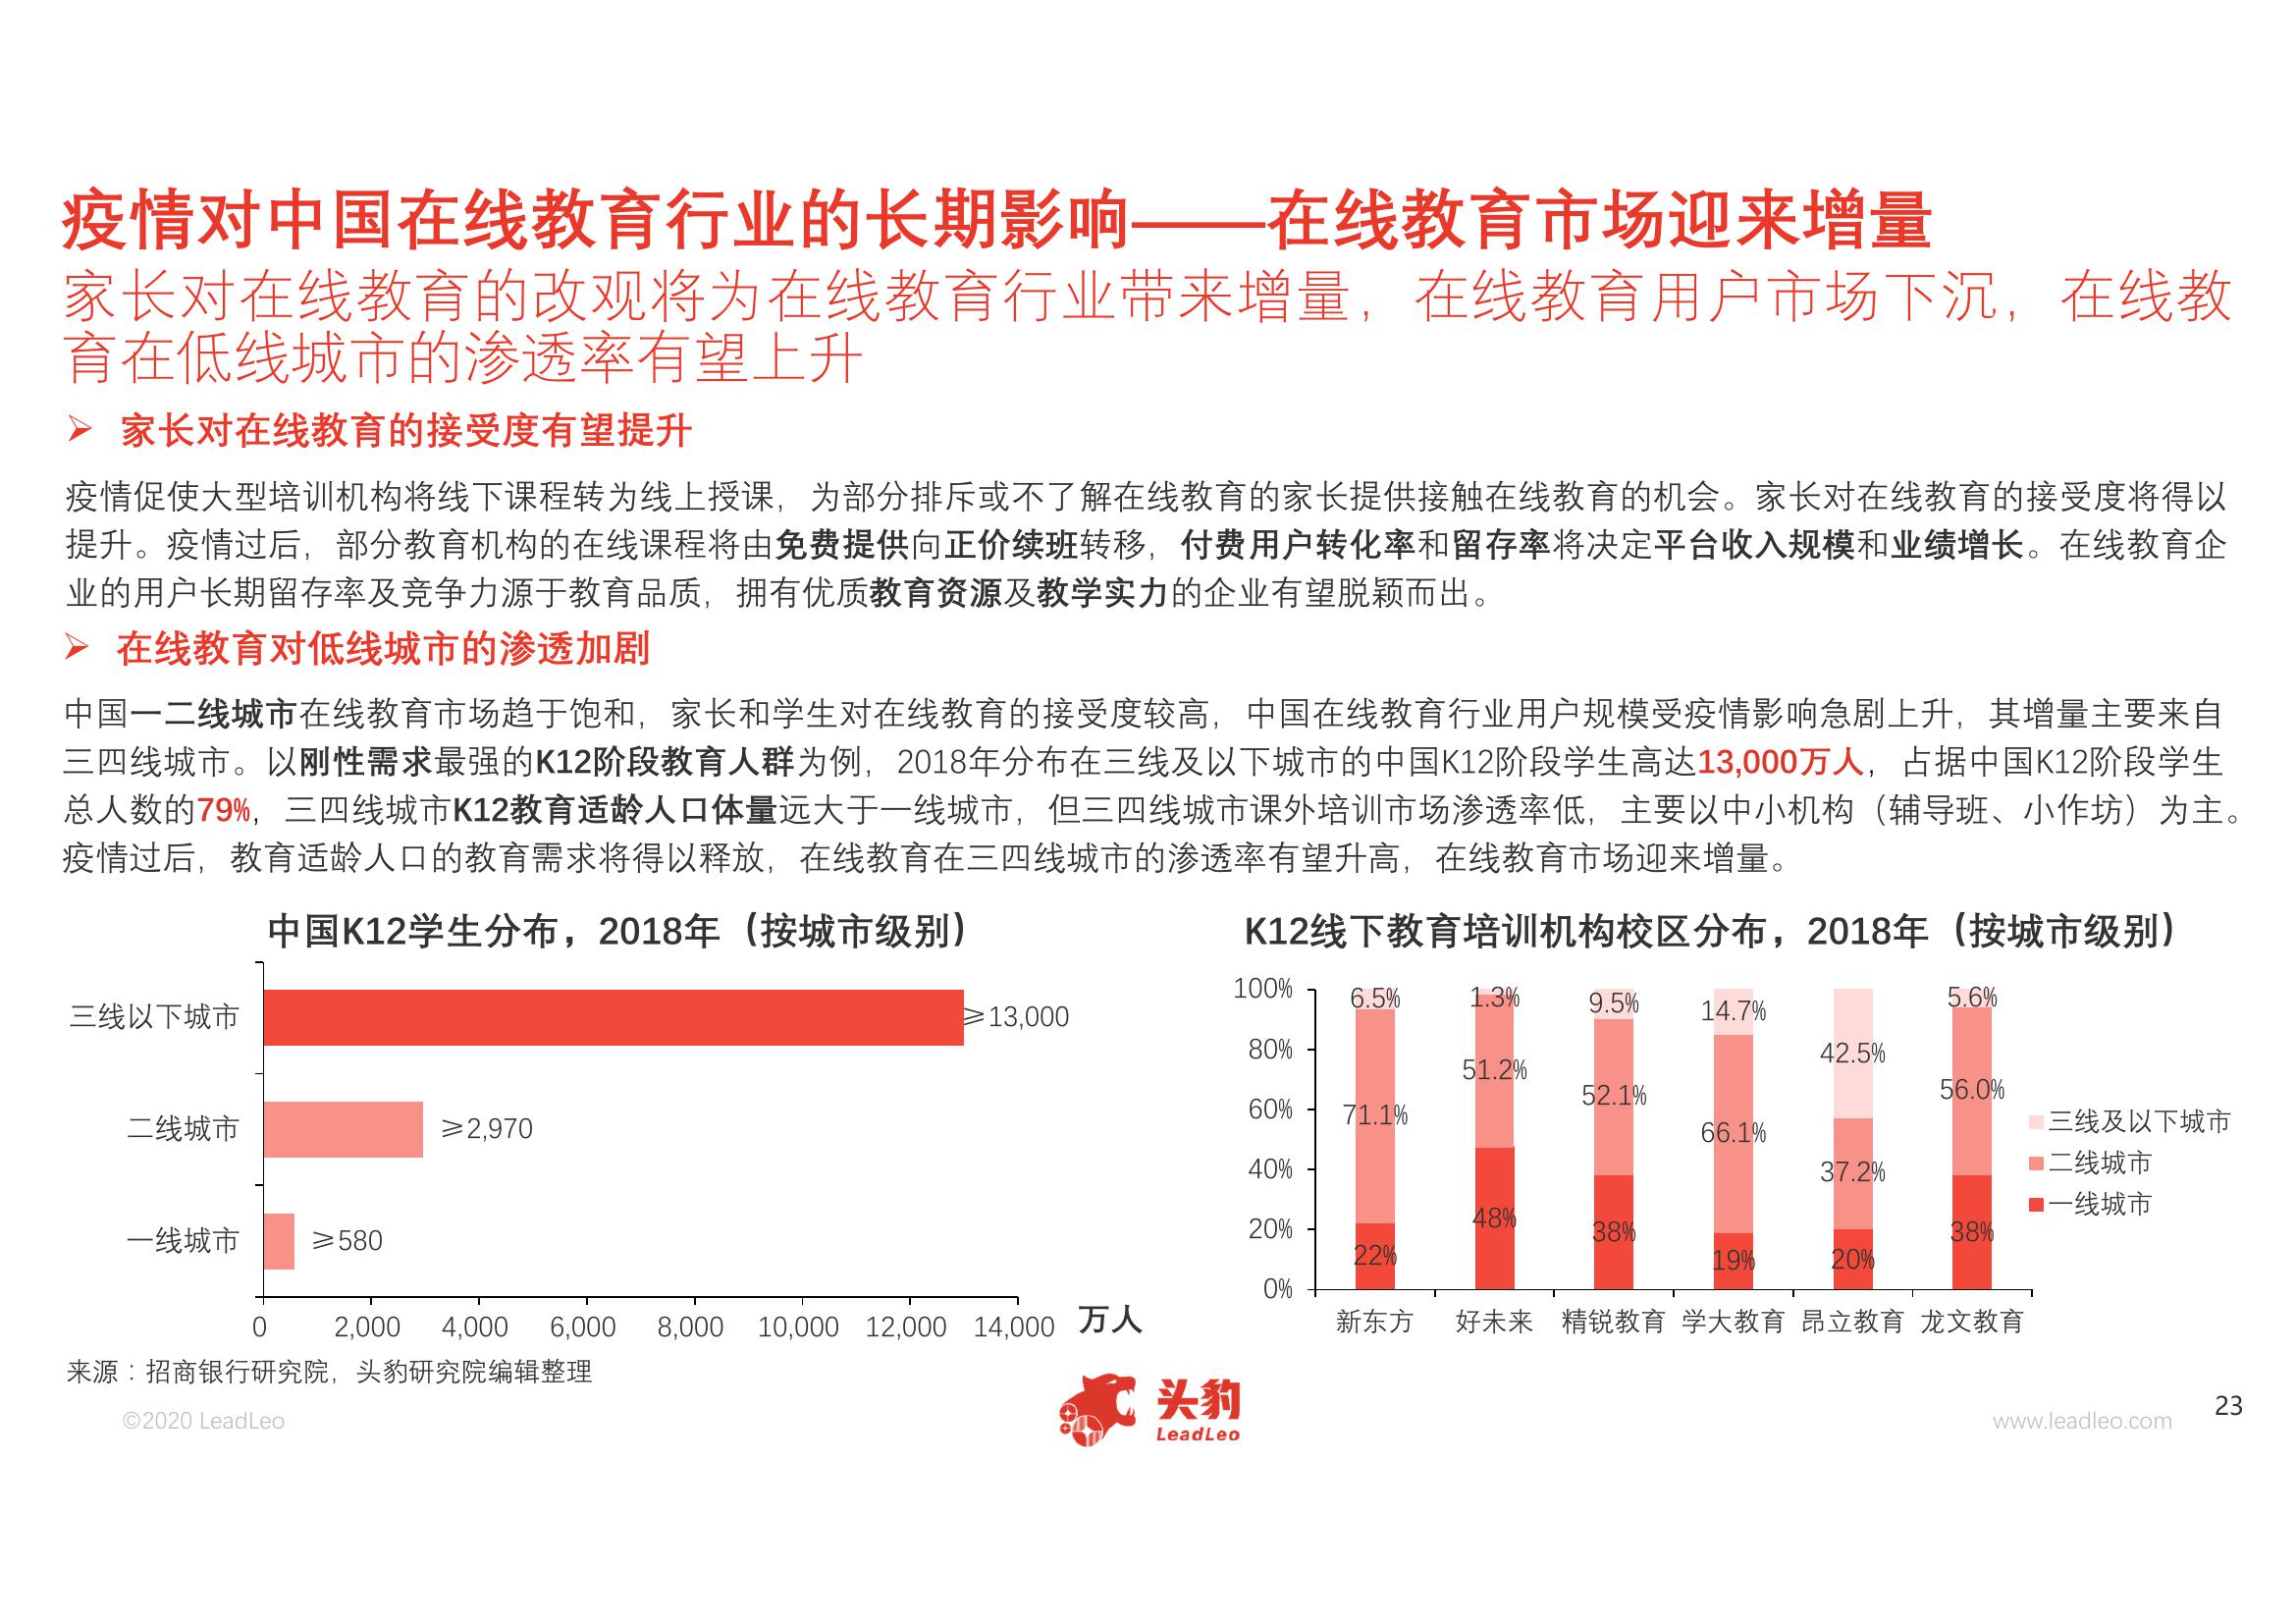 疫情对中国在线教育行业的长期影响——在线教育市场迎来增量
家长对在线教育的改观将为在线教育行业带来增量，在线教育用户市场下沉，在线教
育在低线城市的渗透率有望上升
➢ 家长对在线教育的接受度有望提升
疫情促使大型培训机构将线下课程转为线上授课，为部分排斥或不了解在线教育的家长提供接触在线教育的机会。家长对在线教育的接受度将得以
提升。疫情过后，部分教育机构的在线课程将由免费提供向正价续班转移，付费用户转化率和留存率将决定平台收入规模和业绩增长。在线教育企
业的用户长期留存率及竞争力源于教育品质，拥有优质教育资源及教学实力的企业有望脱颖而出。
➢ 在线教育对低线城市的渗透加剧
中国一二线城市在线教育市场趋于饱和，家长和学生对在线教育的接受度较高，中国在线教育行业用户规模受疫情影响急剧上升，其增量主要来自
三四线城市。以刚性需求最强的K12阶段教育人群为例，2018年分布在三线及以下城市的中国K12阶段学生高达13,000万人，占据中国K12阶段学生
总人数的79%，三四线城市K12教育适龄人口体量远大于一线城市，但三四线城市课外培训市场渗透率低，主要以中小机构（辅导班、小作坊）为主。
疫情过后，教育适龄人口的教育需求将得以释放，在线教育在三四线城市的渗透率有望升高，在线教育市场迎来增量。
中国K12学生分布，2018年（按城市级别）
三线以下城市 ≥13,000
二线城市 ≥2,970
一线城市 ≥580
0 2,000 4,000 6,000 8,000 10,000 12,000 14,000 万人
K12线下教育培训机构校区分布，2018年（按城市级别）
100% 6.5% 1.3% 9.5% 14.7% 42.5% 5.6%
80% 71.1% 51.2% 52.1% 66.1% 37.2% 56.0%
60% 22% 48% 38% 19% 20% 38%
40%
20%
0%
新东方 好未来 精锐教育 学大教育 昂立教育 龙文教育
三线及以下城市
二线城市
一线城市
来源：招商银行研究院，头豹研究院编辑整理
©2020 LeadLeo
头豹
LeadLeo
www.leadleo.com
23